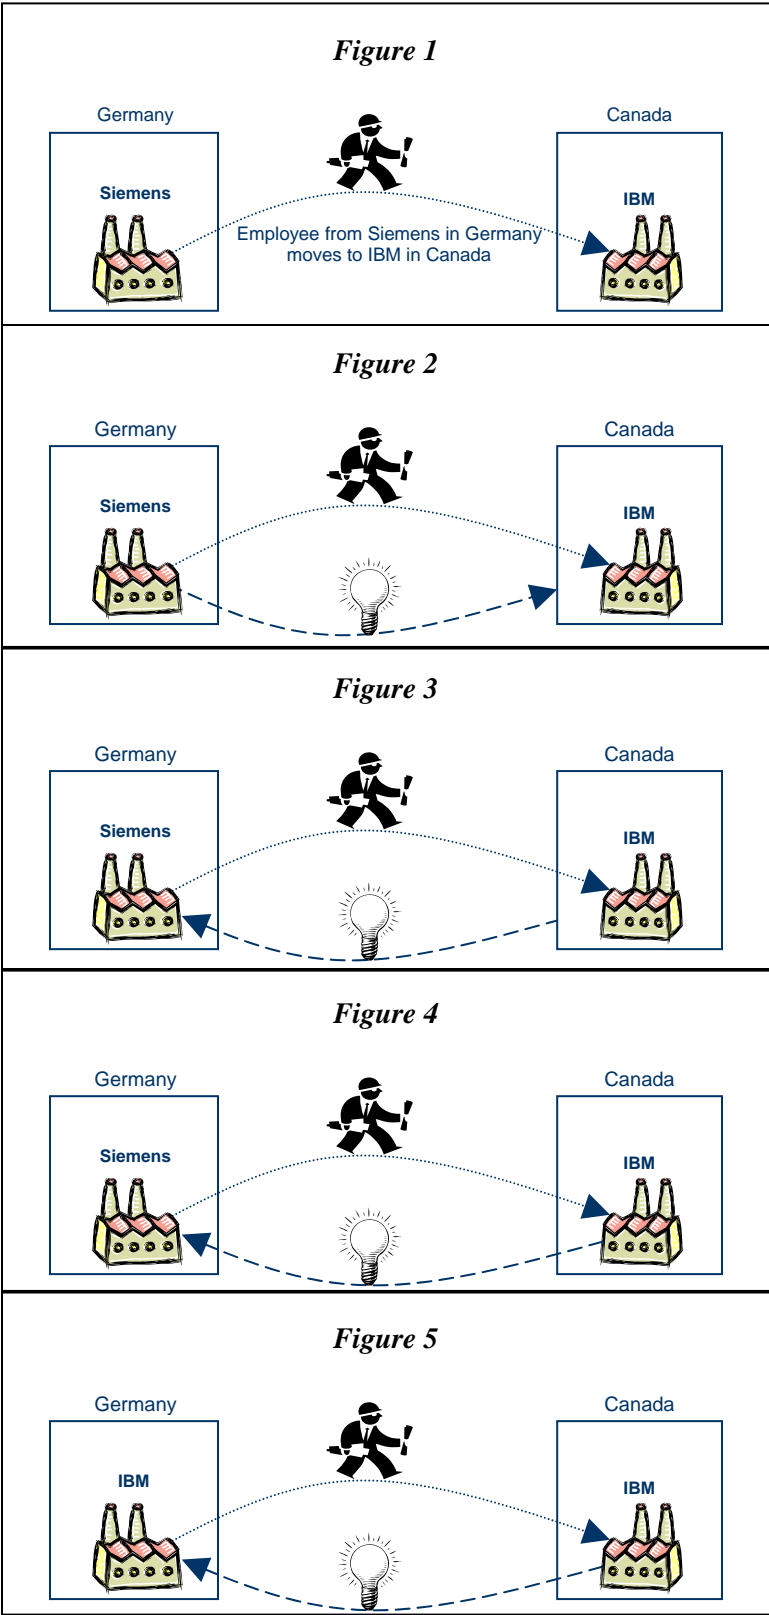 Figure 1
Germany
Canada
Siemens
IBM
Employee from Siemens in Germany
moves to IBM in Canada
Figure 2
Germany
Canada
Siemens
IBM
Figure 3
Germany
Canada
Siemens
IBM
Figure 4
Germany
Canada
Siemens
IBM
Figure 5
Germany
Canada
IBM
IBM